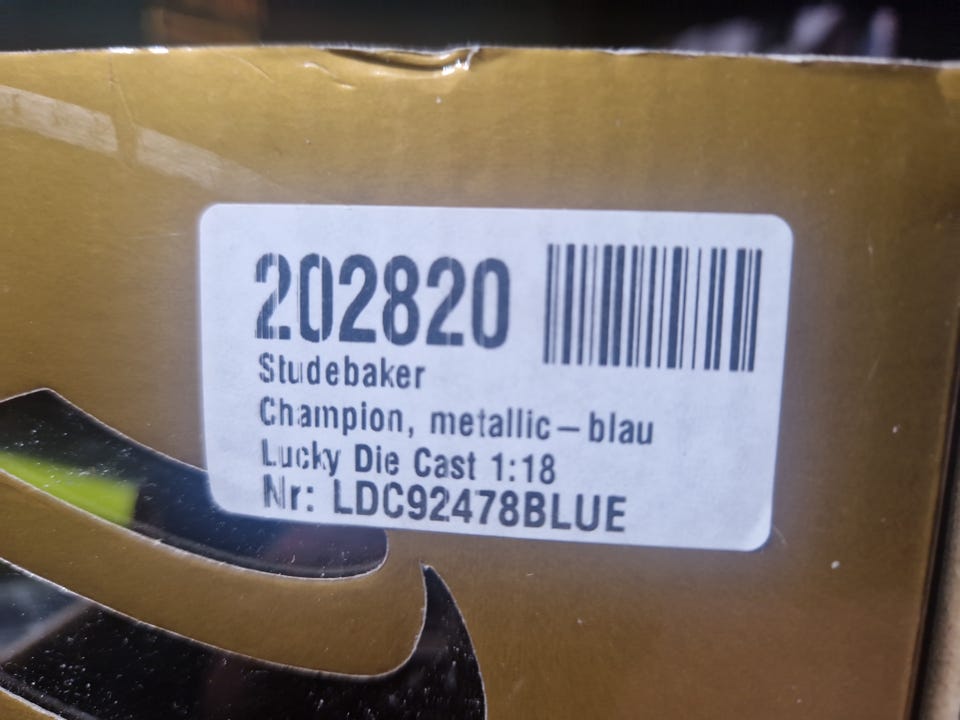 202820
Studebaker
Champion, metallic-blau
Lucky Die Cast 1:18
Nr: LDC92478BLUE